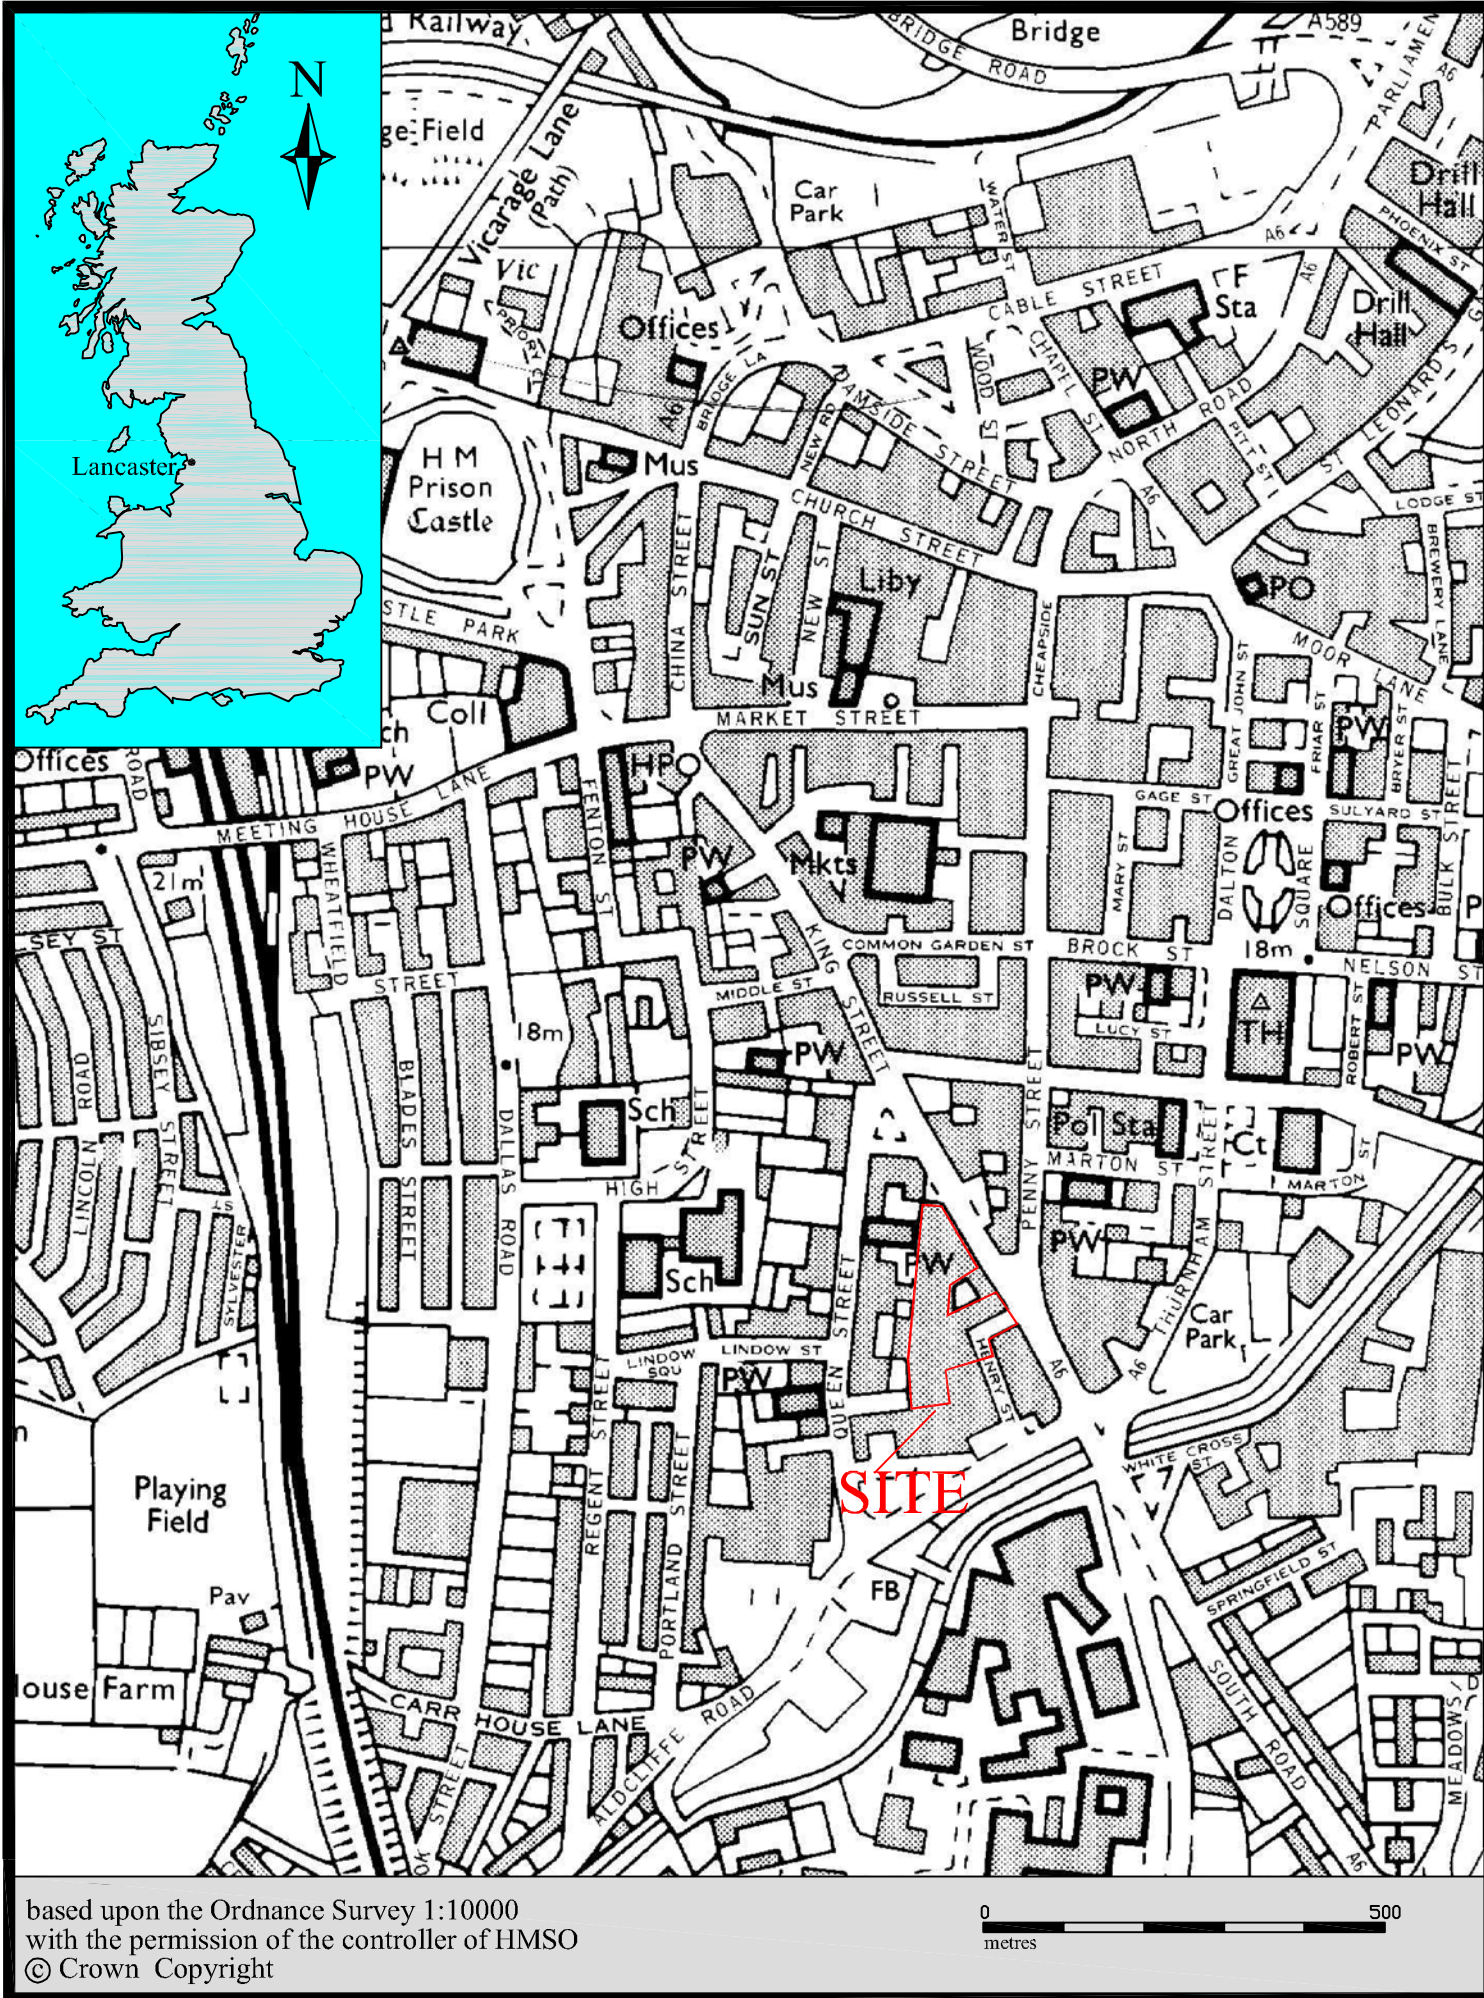 N
Lancaster
d Railway
BRIDGE ROAD
Bridge
A589
PARLIAMEN
A6
ge Field
Vicarage Lane
(Path)
Car
Park
WATER ST
Drill
Hall
PHOENIX ST
A6
A6
Vic
PRIORY CL
Offices
CABLE STREET
F
Sta
Drill
Hall
A6
BRIDGE LA
NEW RD
DAMSIDE STREET
WOOD ST
CHAPEL ST
PW
NORTH ROAD
PITT ST
ST LEONARDS G
H M
Prison
Castle
Mus
CHURCH STREET
A6
LODGE ST
BREWERY LANE
CHINA STREET
SUN ST
NEW ST
Liby
PO
STLE PARK
CHEAPSIDE
MOOR LANE
Mus
Coll
MARKET STREET
GREAT JOHN ST
FRIAR ST
PW
BRYER ST
ch
PW
Offices
ROAD
MEETING HOUSE LANE
FENTON ST
HPO
GAGE ST
Offices
SULYARD ST
BULK STREET
21m
WHEATFIELD
STREET
PW
Mkts
MARY ST
DALTON
SQUARE
Offices
P
LSEY ST
KING
STREET
COMMON GARDEN ST
BROCK ST
18m
NELSON ST
MIDDLE ST
RUSSELL ST
PW
LUCY ST
TH
ROBERT ST
PW
18m
PW
SIBSEY STREET
LINCOLN ROAD
BLADES STREET
DALLAS ROAD
Sch
HIGH STREET
PENNY STREET
Pol Sta
MARTON ST
Ct
MARTON ST
SYLVESTER ST
Sch
PW
PW
THURNHAM STREET
QUEEN STREET
Car
Park
LINDOW SQU
LINDOW ST
HENRY ST
A6
A6
PW
REGENT STREET
PORTLAND STREET
SITE
WHITE CROSS ST
Playing
Field
n
FB
SPRINGFIELD ST
Pav
louse Farm
CARR HOUSE LANE
ALDCLIFFE ROAD
SOUTH ROAD
MEADOWS
STREET
OK
A6
based upon the Ordnance Survey 1:10000
with the permission of the controller of HMSO
© Crown Copyright
0 500
metres